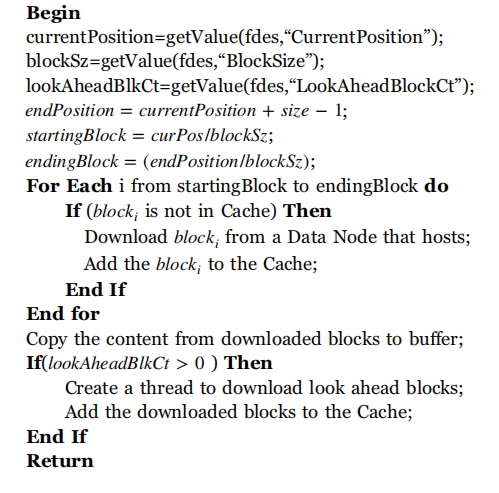 Begin
currentPosition=getValue(fdes,“CurrentPosition”);
blockSz=getValue(fdes,“BlockSize”);
lookAheadBlkCt=getValue(fdes,“LookAheadBlockCt”);
endPosition = currentPosition + size − 1;
startingBlock = curPos/blockSz;
endingBlock = (endPosition/blockSz);
For Each i from startingBlock to endingBlock do
If (blockᵢ is not in Cache) Then
Download blockᵢ from a Data Node that hosts;
Add the blockᵢ to the Cache;
End If
End for
Copy the content from downloaded blocks to buffer;
If(lookAheadBlkCt > 0 ) Then
Create a thread to download look ahead blocks;
Add the downloaded blocks to the Cache;
End If
Return